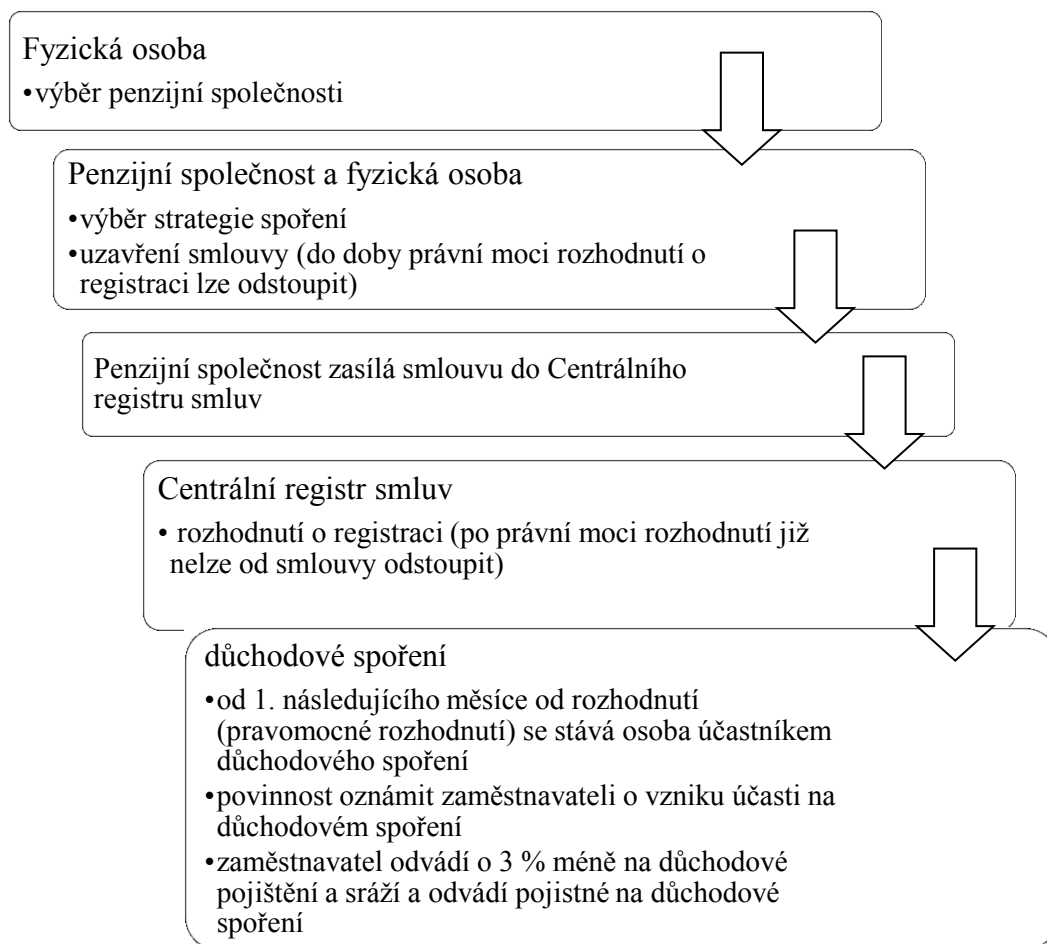 Fyzická osoba
•výběr penzijní společnosti
Penzijní společnost a fyzická osoba
•výběr strategie spoření
•uzavření smlouvy (do doby právní moci rozhodnutí o
registraci lze odstoupit)
Penzijní společnost zasílá smlouvu do Centrálního
registru smluv
Centrální registr smluv
• rozhodnutí o registraci (po právní moci rozhodnutí již
nelze od smlouvy odstoupit)
důchodové spoření
•od 1. následujícího měsíce od rozhodnutí
(pravomocné rozhodnutí) se stává osoba účastníkem
důchodového spoření
•povinnost oznámit zaměstnavateli o vzniku účasti na
důchodovém spoření
•zaměstnavatel odvádí o 3 % méně na důchodové
pojištění a sráží a odvádí pojistné na důchodové
spoření